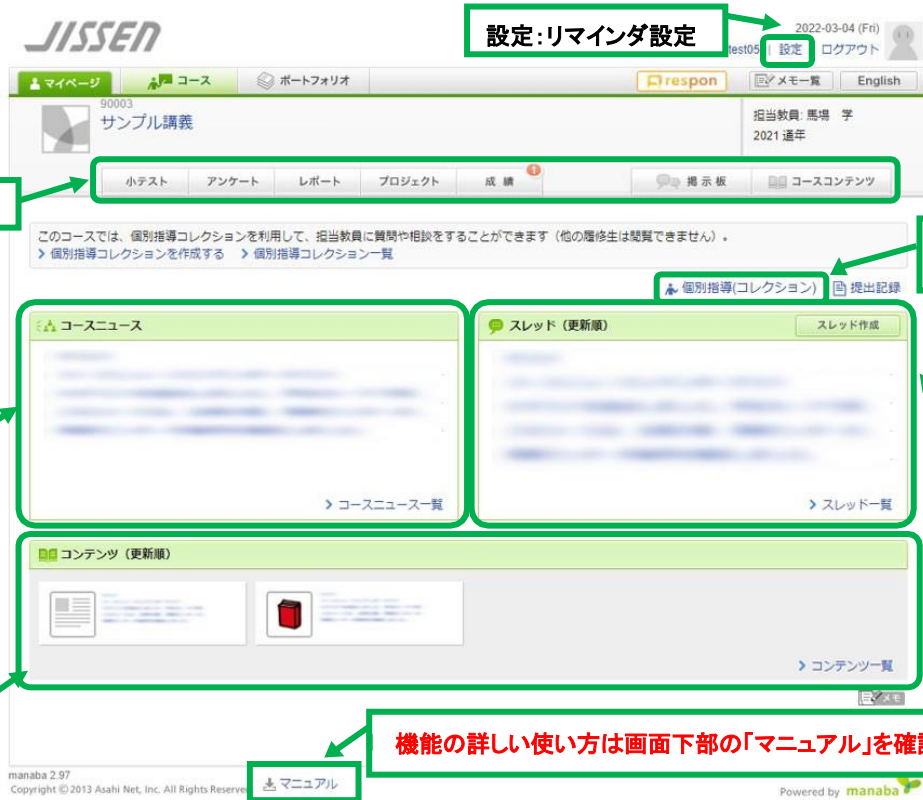 JISSEN
設定：リマインダ設定
2022-03-04 (Fri)
test05 | 設定 ログアウト
マイページ コース ポートフォリオ respon メモ一覧 English
90003
サンプル講義
担当教員: 馬場 学
2021 通年
小テスト アンケート レポート プロジェクト 成績 1 掲示板 コースコンテンツ
このコースでは、個別指導コレクションを利用して、担当教員に質問や相談をすることができます（他の履修生は閲覧できません）.
個別指導コレクションを作成する 個別指導コレクション一覧
個別指導(コレクション) 提出記録
コースニュース
スレッド（更新順） スレッド作成
コースニュース一覧
スレッド一覧
コンテンツ（更新順）
コンテンツ一覧
メモ
機能の詳しい使い方は画面下部の「マニュアル」を確
manaba 2.97
Copyright © 2013 Asahi Net, Inc. All Rights Reserve
マニュアル
Powered by manaba